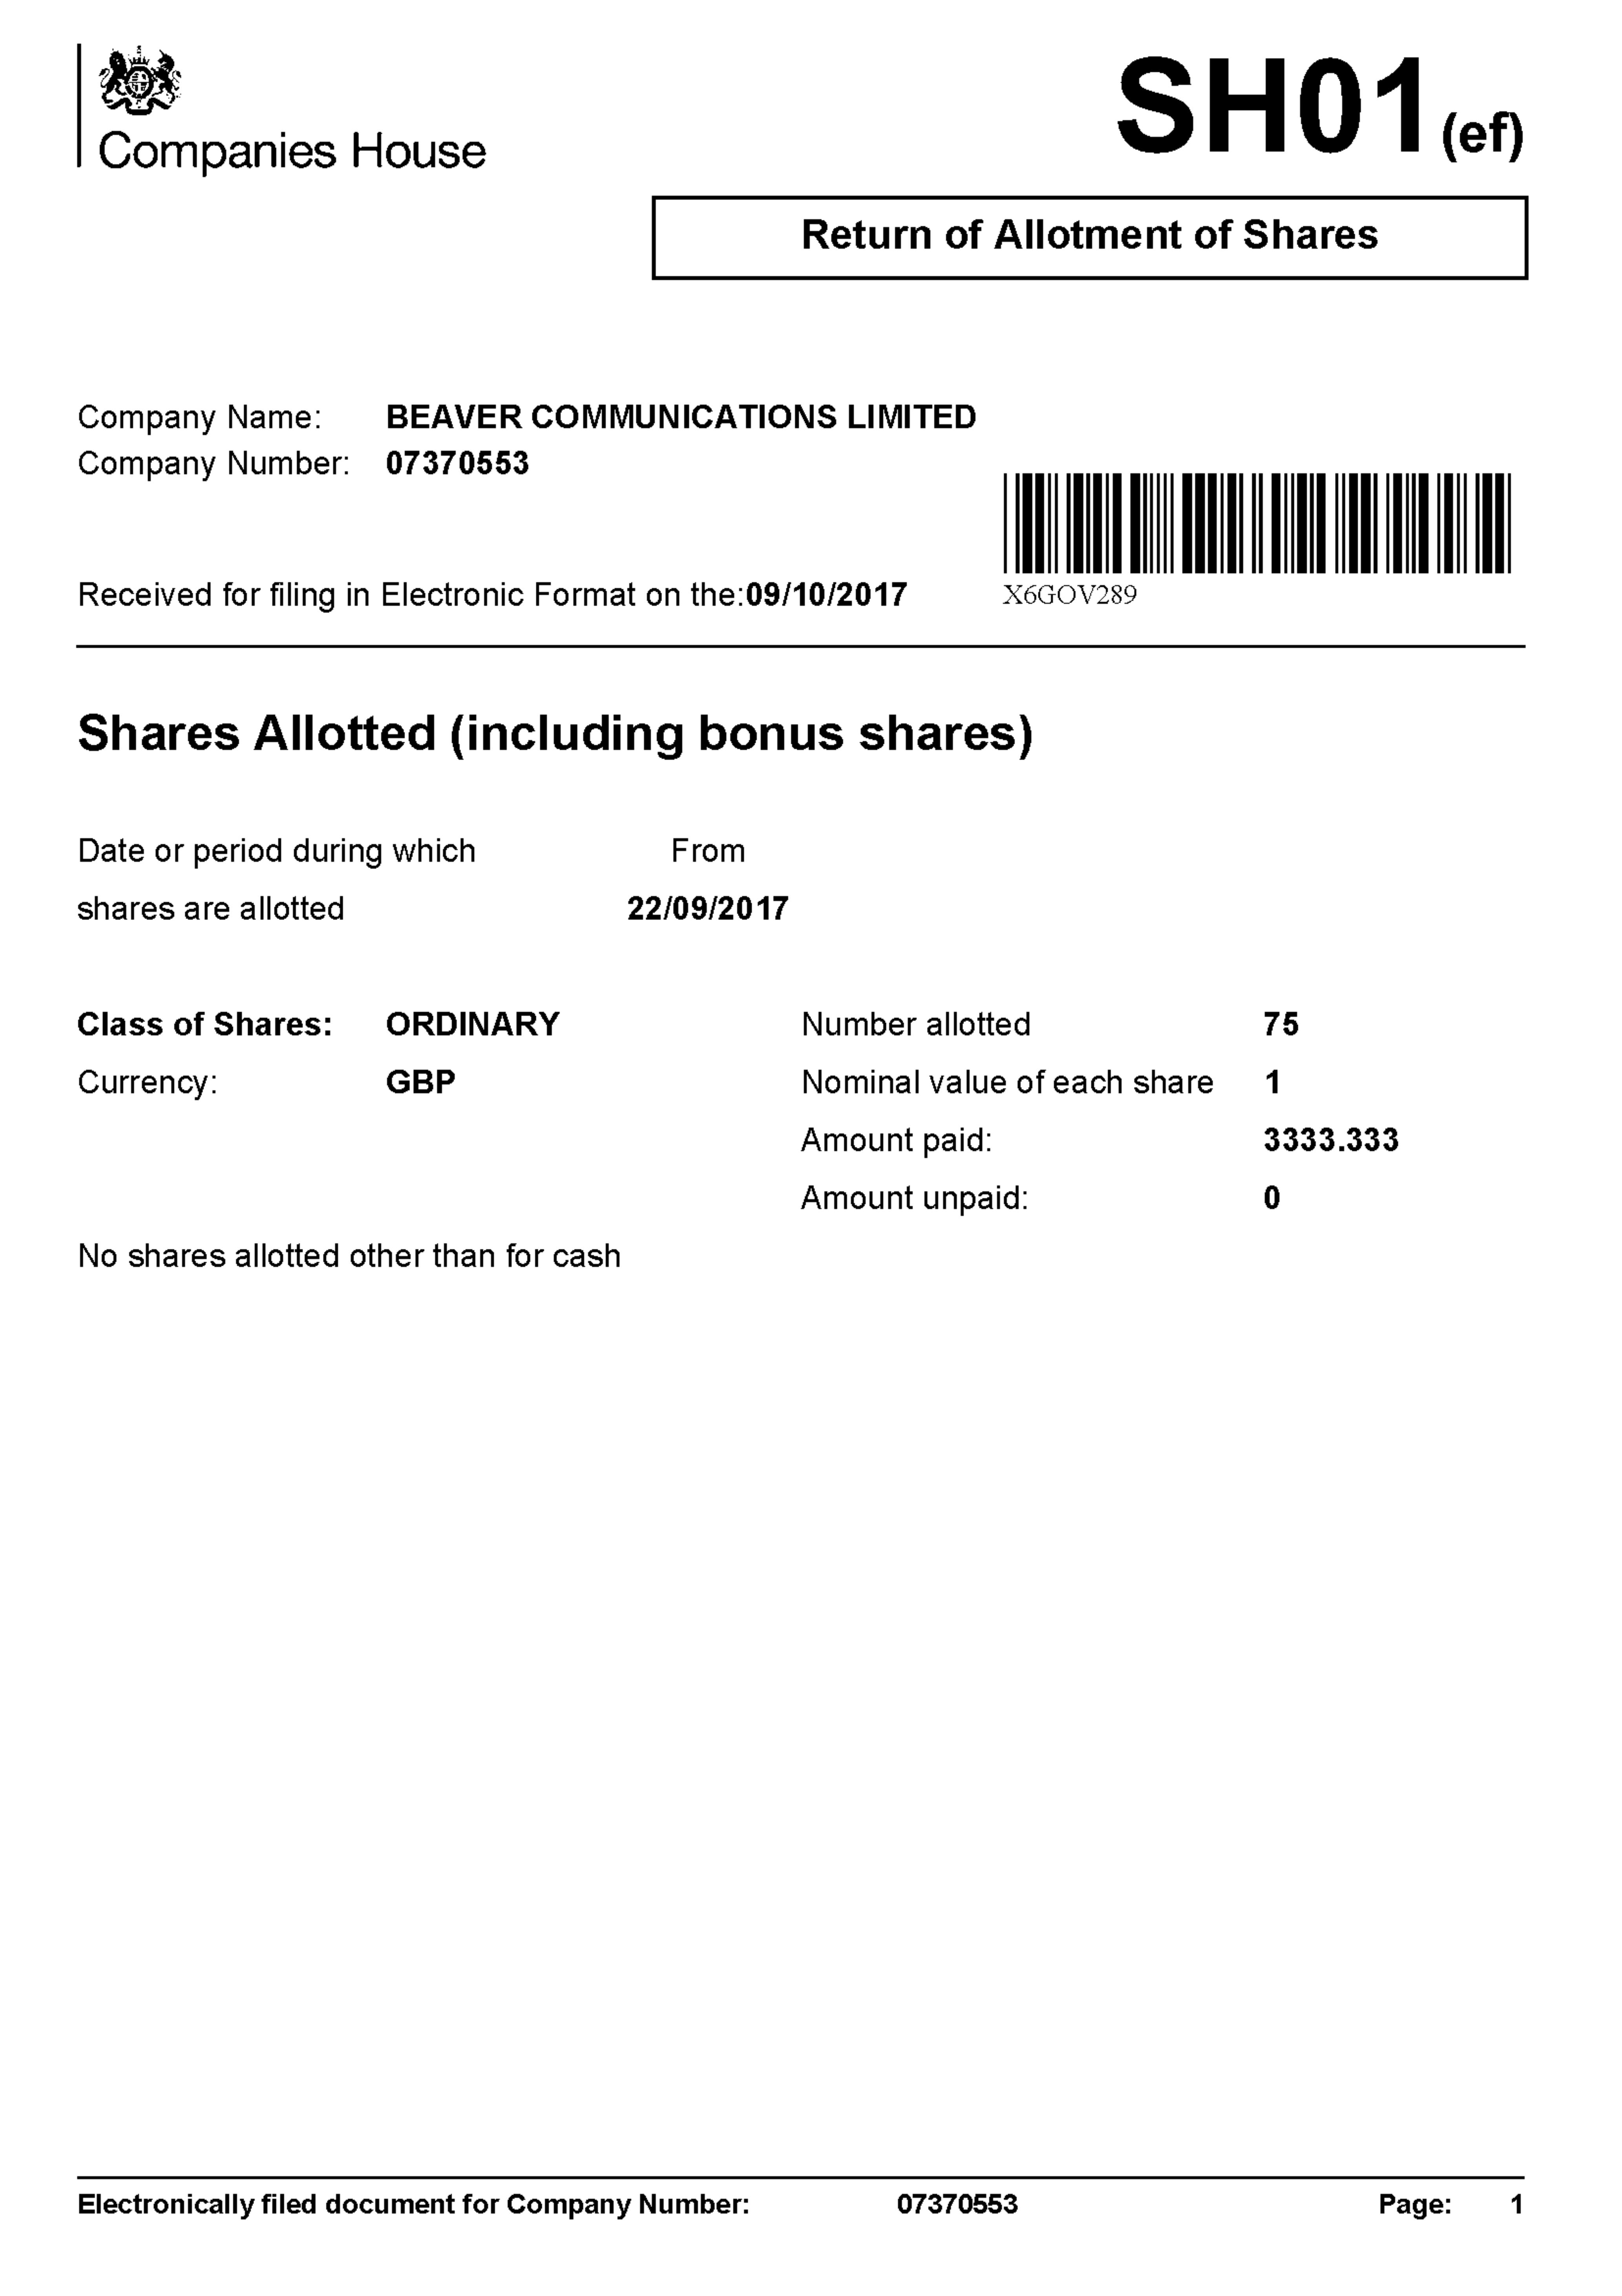 Companies House
SH01(ef)
Return of Allotment of Shares
Company Name: BEAVER COMMUNICATIONS LIMITED
Company Number: 07370553
Received for filing in Electronic Format on the:09/10/2017
X6GOV289
Shares Allotted (including bonus shares)
Date or period during which From
shares are allotted 22/09/2017
Class of Shares: ORDINARY Number allotted 75
Currency: GBP Nominal value of each share 1
Amount paid: 3333.333
Amount unpaid: 0
No shares allotted other than for cash
Electronically filed document for Company Number: 07370553 Page: 1